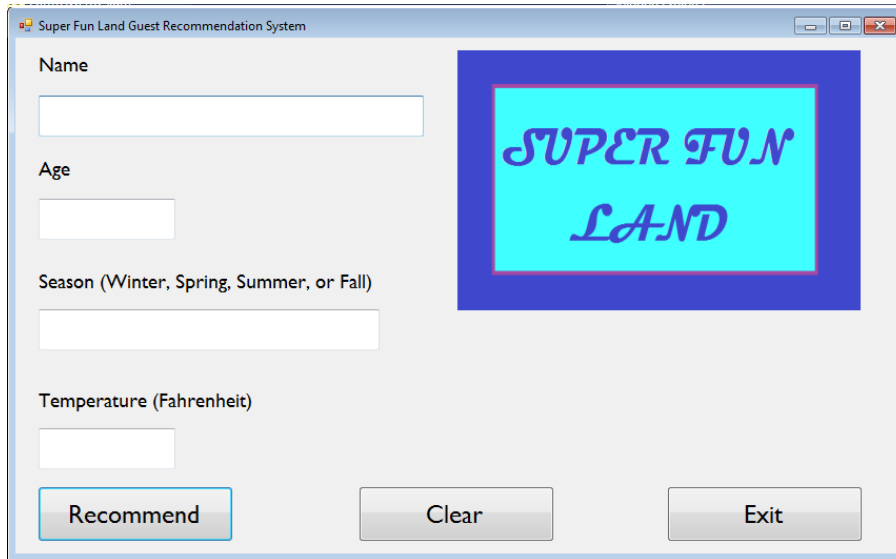 Super Fun Land Guest Recommendation System
Name
SUPER FUN
LAND
Age
Season (Winter, Spring, Summer, or Fall)
Temperature (Fahrenheit)
Recommend
Clear
Exit